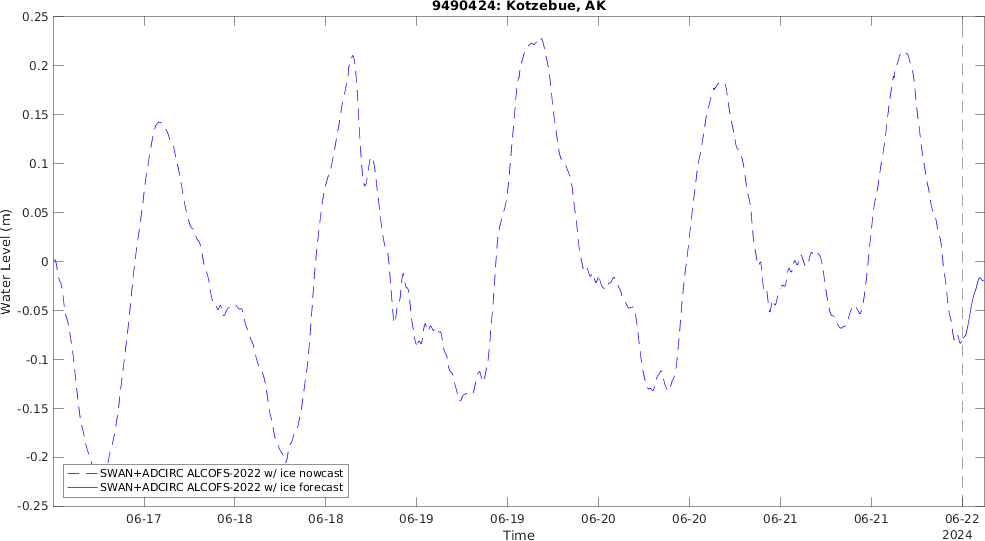 9490424: Kotzebue, AK
0.25
0.2
0.15
0.1
0.05
0
-0.05
-0.1
-0.15
-0.2
-0.25
Water Level (m)
SWAN+ADCIRC ALCOFS-2022 w/ ice nowcast
SWAN+ADCIRC ALCOFS-2022 w/ ice forecast
06-17 06-18 06-18 06-19 06-19 06-20 06-20 06-21 06-21 06-22
Time 2024